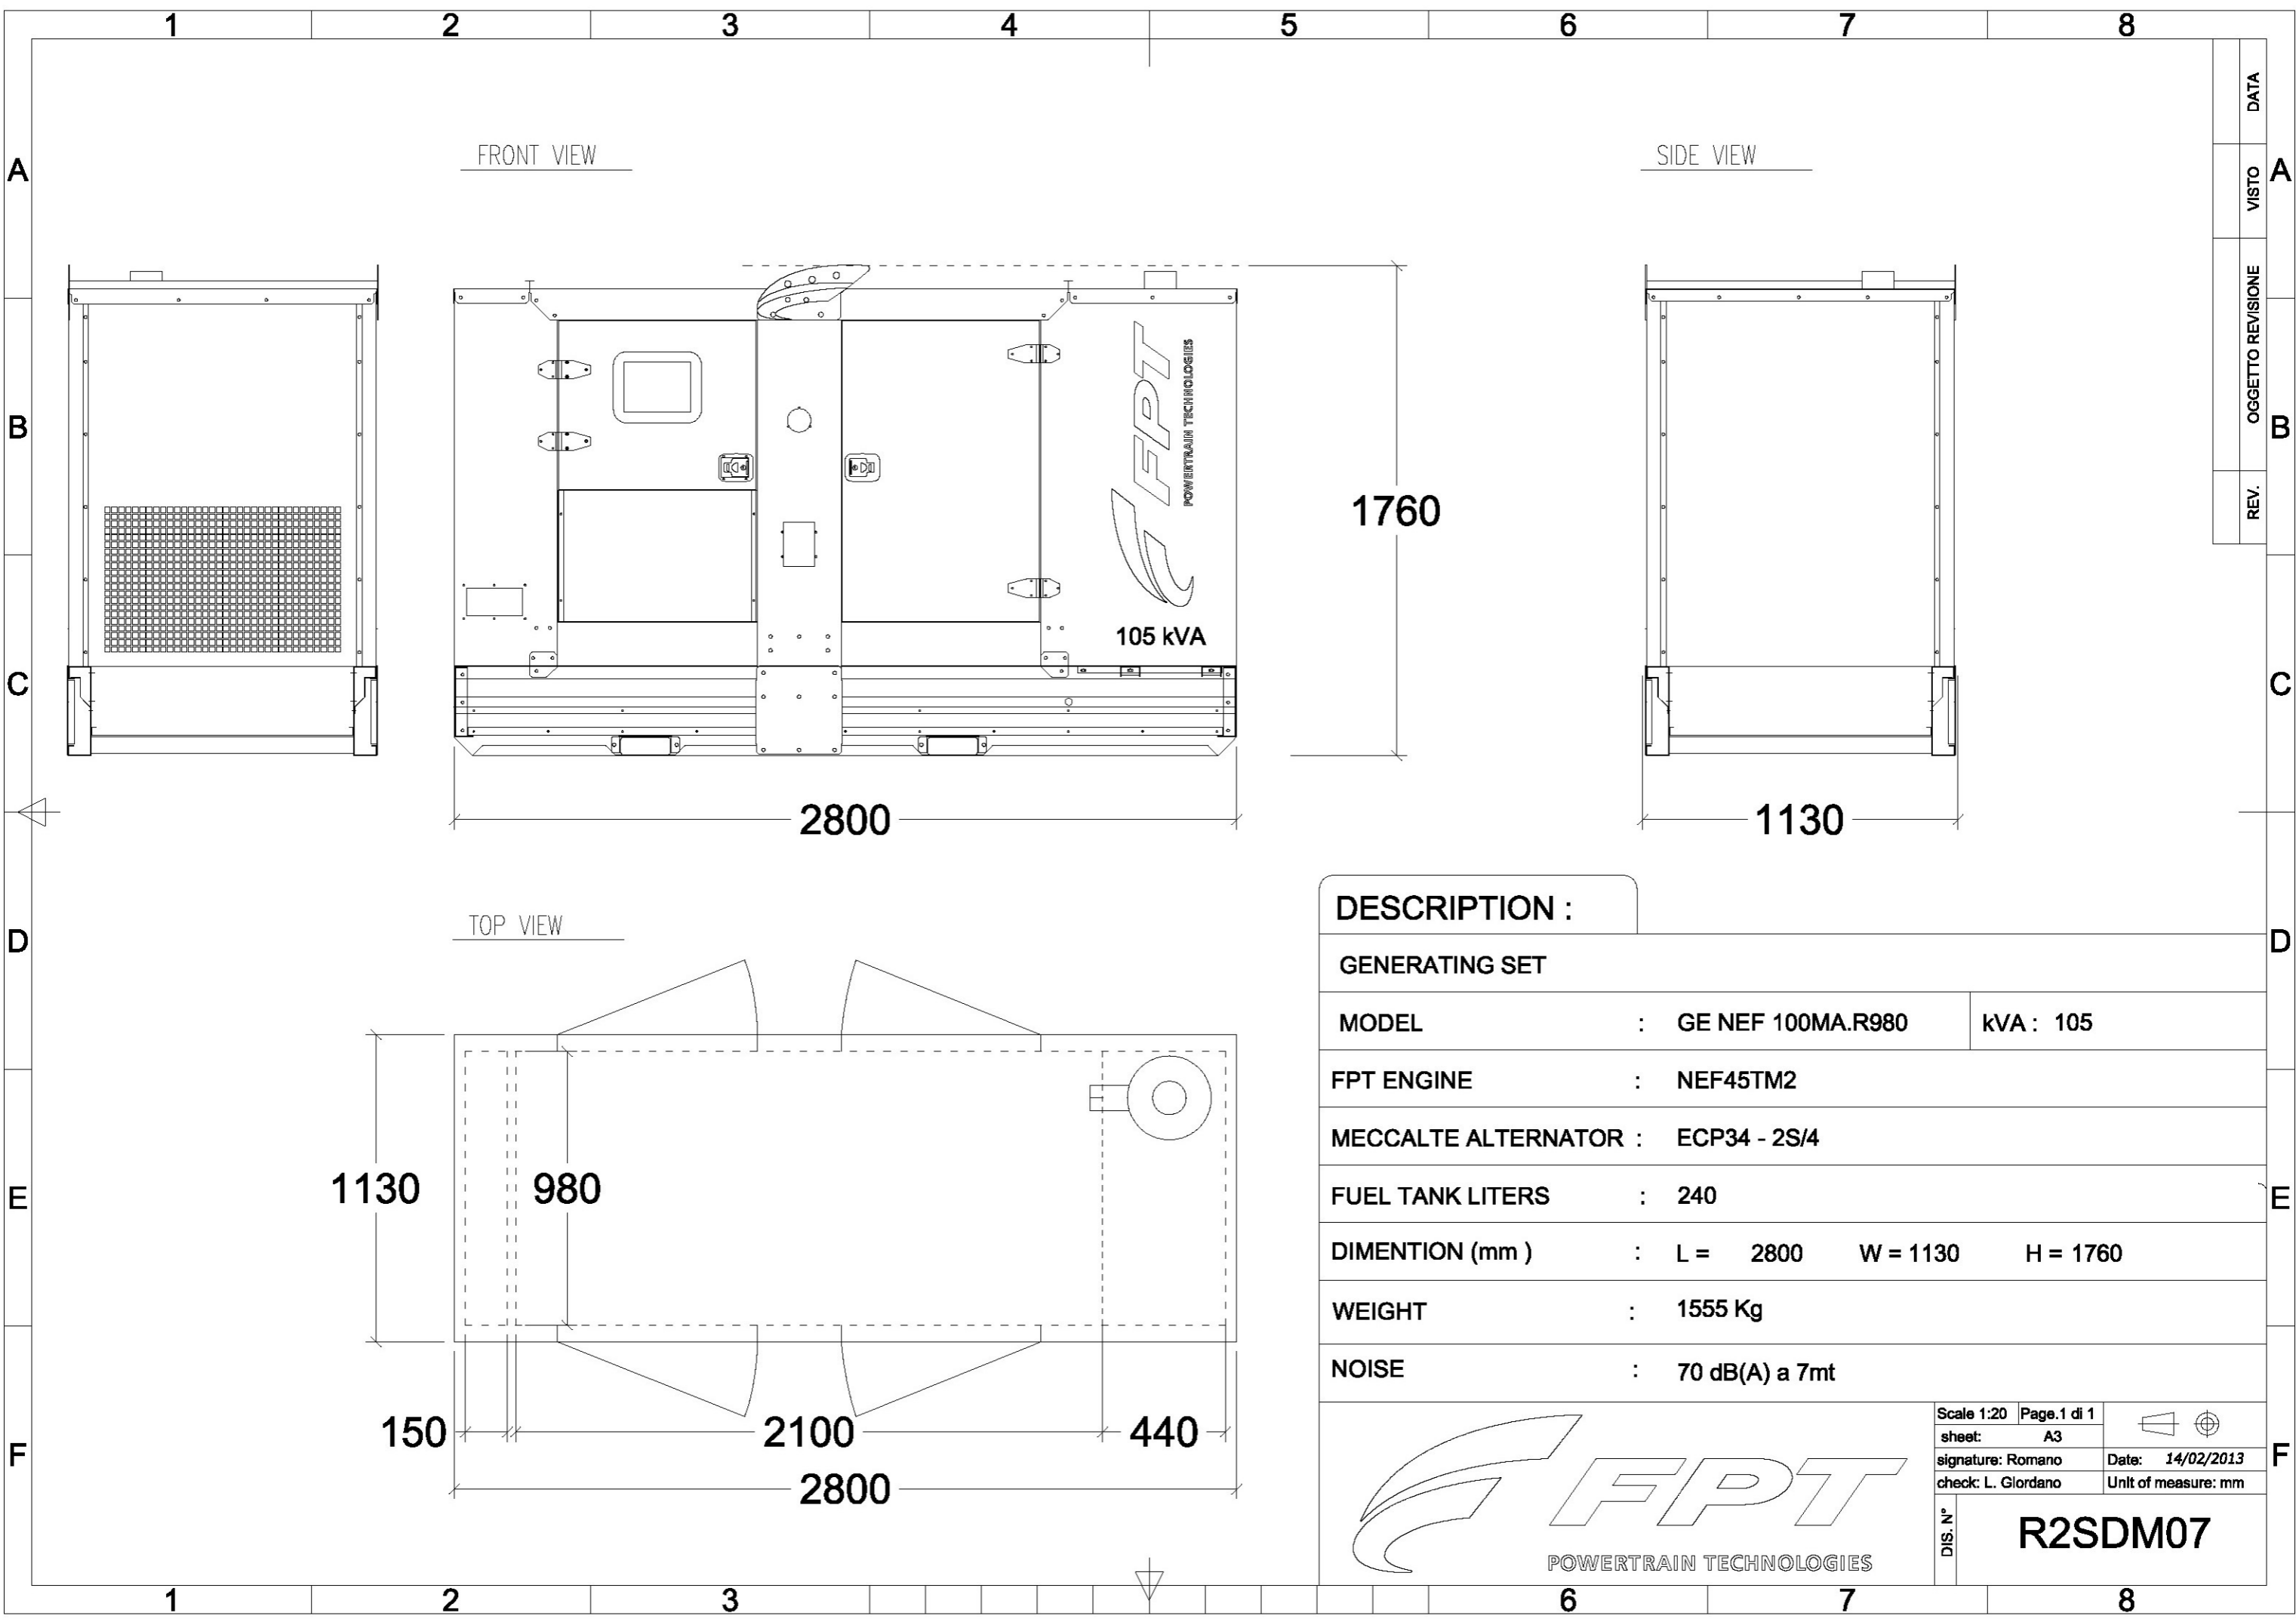 1 2 3 4 5 6 7 8
DATA
VISTO
OGGETTO REVISIONE
REV.
A A
B B
C C
D D
E E
F F
FRONT VIEW
SIDE VIEW
FPT
POWERTRAIN TECHNOLOGIES
105 kVA
1760
2800
1130
TOP VIEW
1130
980
150
2100
440
2800
DESCRIPTION :
GENERATING SET
MODEL : GE NEF 100MA.R980 kVA : 105
FPT ENGINE : NEF45TM2
MECCALTE ALTERNATOR : ECP34 - 2S/4
FUEL TANK LITERS : 240
DIMENTION (mm ) : L = 2800 W = 1130 H = 1760
WEIGHT : 1555 Kg
NOISE : 70 dB(A) a 7mt
FPT
POWERTRAIN TECHNOLOGIES
Scale 1:20 Page.1 di 1
sheet: A3
signature: Romano Date: 14/02/2013
check: L. Giordano Unit of measure: mm
DIS. N° R2SDM07
1 2 3 6 7 8